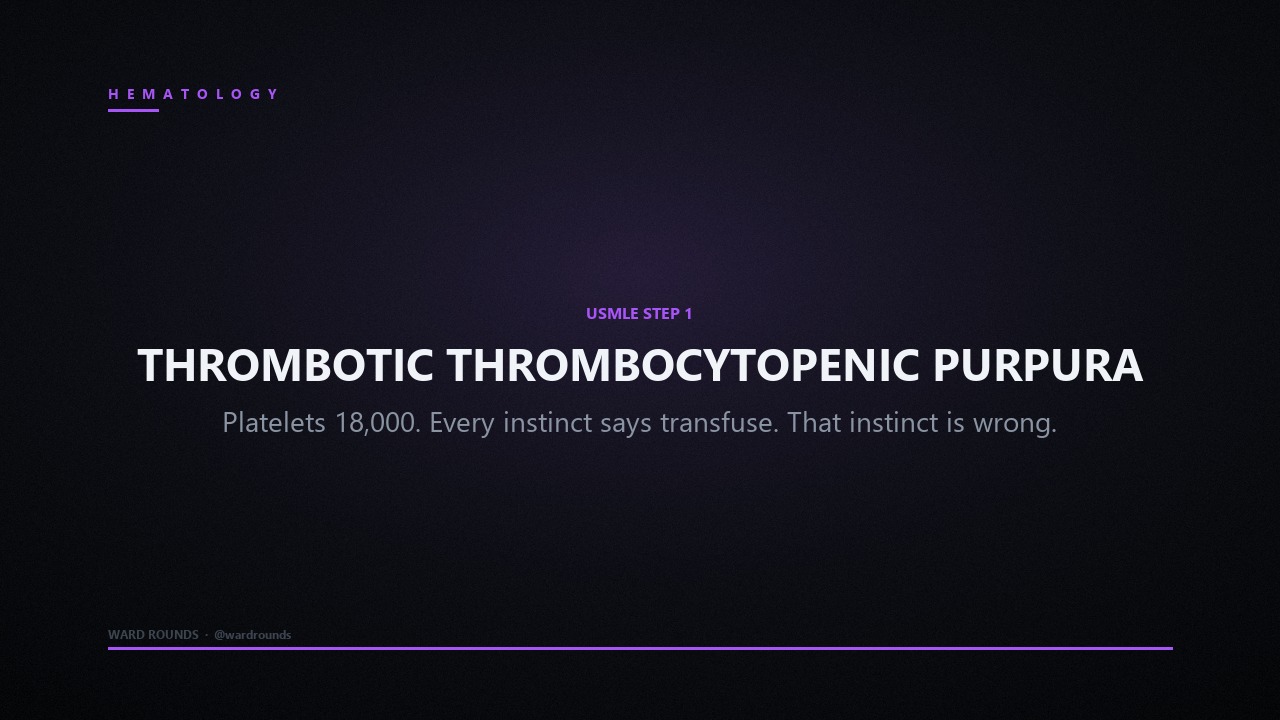 HEMATOLOGY
USMLE STEP 1
THROMBOTIC THROMBOCYTOPENIC PURPURA
Platelets 18,000. Every instinct says transfuse. That instinct is wrong.
WARD ROUNDS · @wardrounds